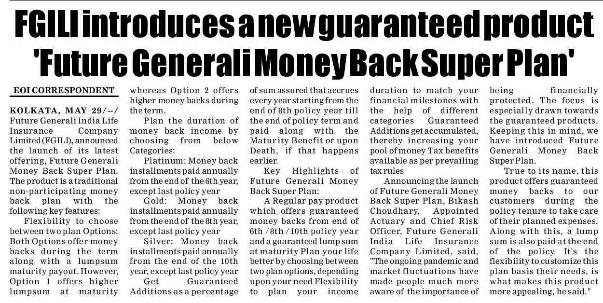 FGILI introduces a new guaranteed product
'Future Generali Money Back Super Plan'
EOI CORRESPONDENT
KOLKATA, MAY 29/--/
Future Generali India Life
Insurance Company
Limited (FGILI), announced
the launch of its latest
offering, Future Generali
Money Back Super Plan.
The product is a traditional
non-participating money
back plan with the
following key features:
Flexibility to choose
between two plan Options:
Both Options offer money
backs during the term
along with a lumpsum
maturity payout. However,
Option 1 offers higher
lumpsum at maturity
whereas Option 2 offers
higher money backs during
the term.
Plan the duration of
money back income by
choosing from below
Categories:
Platinum: Money back
installments paid annually
from the end of the 6th year,
except last policy year
Gold: Money back
installments paid annually
from the end of the 8th year,
except last policy year
Silver: Money back
installments paid annually
from the end of the 10th
year, except last policy year
Get Guaranteed
Additions as a percentage
of sum assured that accrues
every year starting from the
end of 8th policy year till
the end of policy term and
paid along with the
Maturity Benefit or upon
Death, if that happens
earlier.
Key Highlights of
Future Generali Money
Back Super Plan:
A Regular pay product
which offers guaranteed
money backs from end of
6th /8th /10th policy year
and a guaranteed lump sum
at maturity Plan your life
better by choosing between
two plan options, depending
upon your need Flexibility
to plan your income
duration to match your
financial milestones with
the help of different
categories Guaranteed
Additions get accumulated,
thereby increasing your
pool of money Tax benefits
available as per prevailing
tax rules
Announcing the launch
of Future Generali Money
Back Super Plan, Bikash
Choudhary, Appointed
Actuary and Chief Risk
Officer, Future Generali
India Life Insurance
Company Limited, said,
"The ongoing pandemic and
market fluctuations have
made people much more
aware of the importance of
being financially
protected. The focus is
especially drawn towards
the guaranteed products.
Keeping this in mind, we
have introduced Future
Generali Money Back
Super Plan.
True to its name, this
product offers guaranteed
money backs to our
customers during the
policy tenure to take care
of their planned expenses.
Along with this, a lump
sum is also paid at the end
of the policy. It's the
flexibility to customize this
plan basis their needs, is
what makes this product
more appealing, he said."